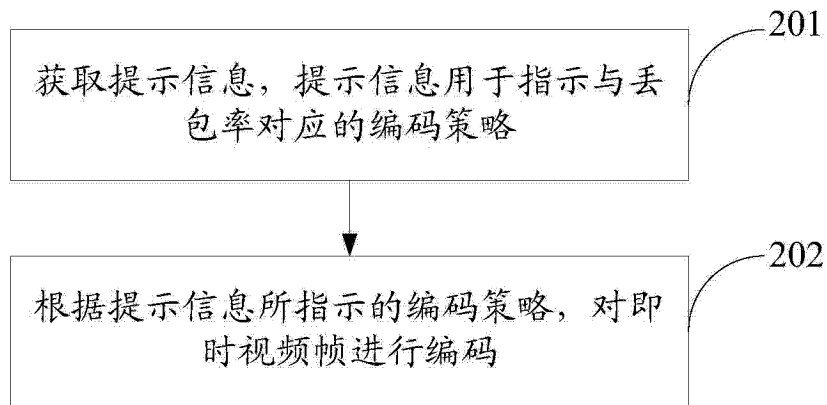 201
获取提示信息，提示信息用于指示与丢
包率对应的编码策略
202
根据提示信息所指示的编码策略，对即
时视频帧进行编码